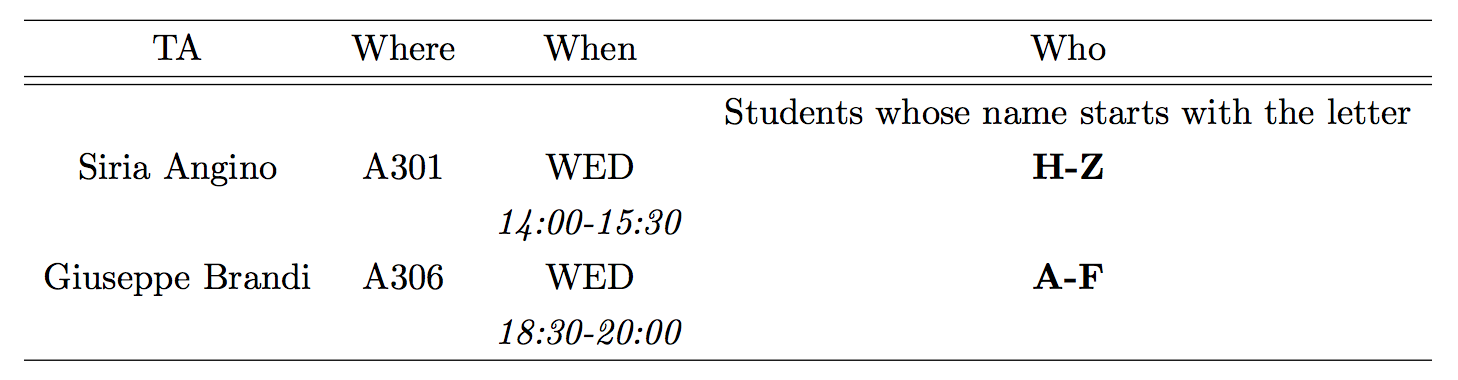 TA Where When Who
Students whose name starts with the letter
Siria Angino A301 WED H-Z
14:00-15:30
Giuseppe Brandi A306 WED A-F
18:30-20:00